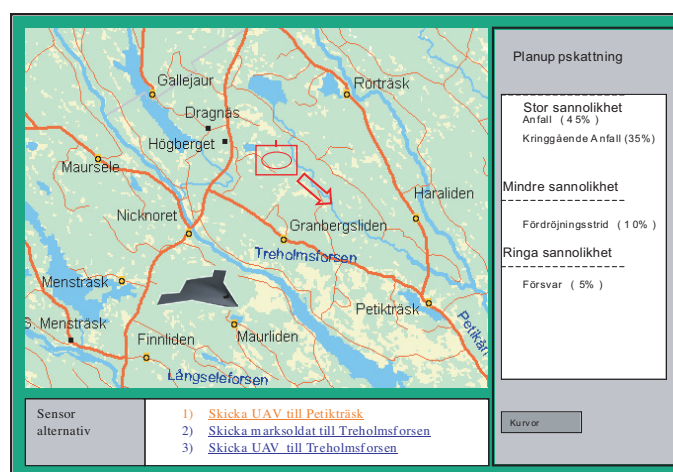 Gallejaur
Rörträsk
Dragnäs
Högberget
Maursele
Haraliden
Nicknoret
Granbergsliden
Treholmsforsen
Mensträsk
Petikträsk
S. Mensträsk
Maurliden
Finnliden
Petikån
Långseleforsen
Planup pskattning
Stor sannolikhet
Anfall ( 45%)
Kringgående Anfall (35%)
Mindre sannolikhet
Fördröjningsstrid ( 10% )
Ringa sannolikhet
Försvar ( 5%)
Kurvor
Sensor
alternativ
1) Skicka UAV till Petikträsk
2) Skicka marksoldat till Treholmsforsen
3) Skicka UAV till Treholmsforsen